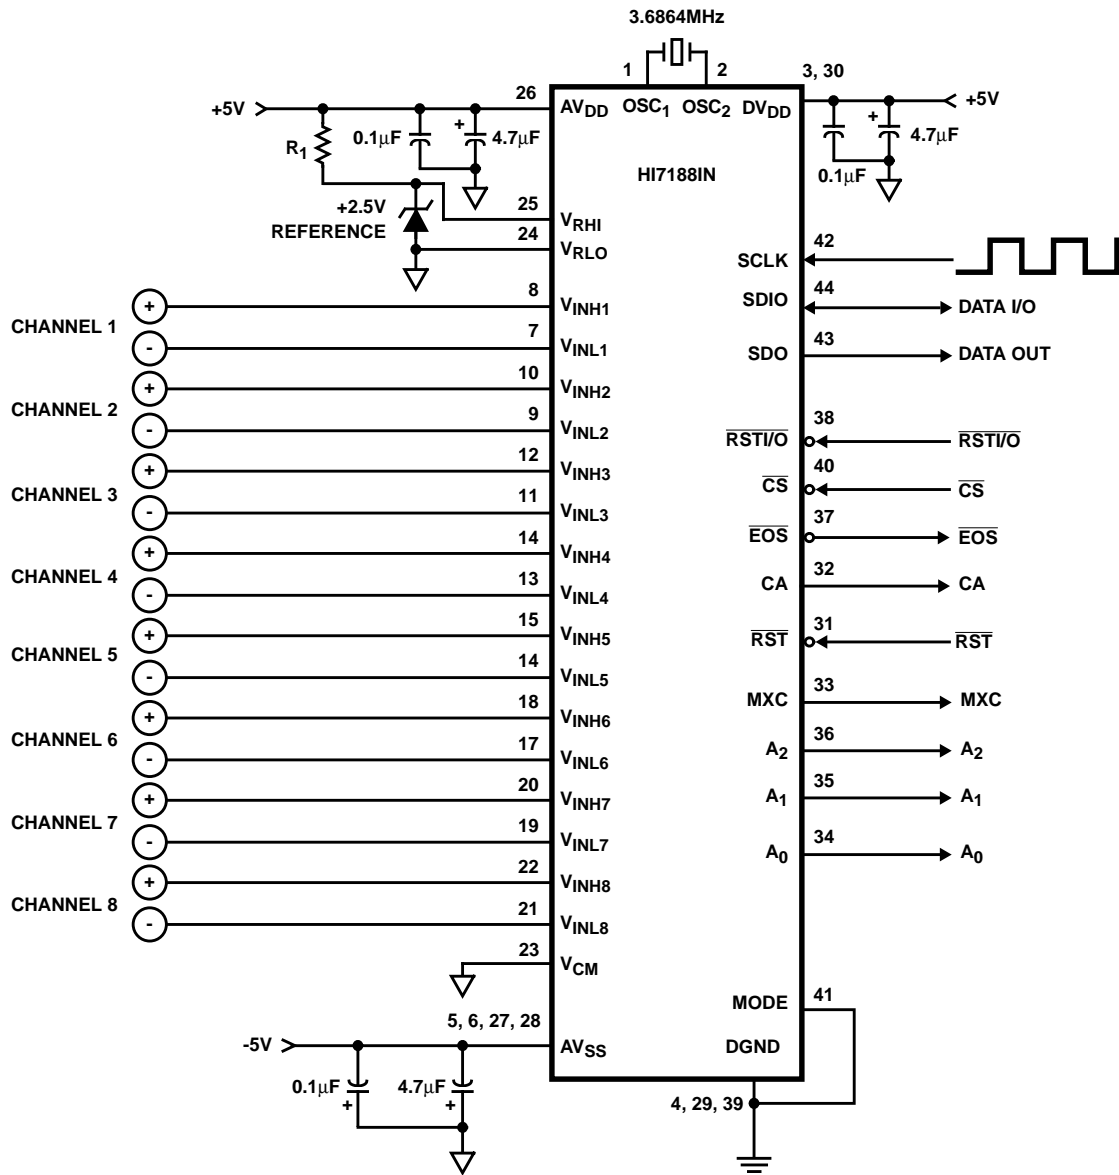 3.6864MHz
1
2
3, 30
+5V
26
AVDD
OSC1
OSC2
DVDD
+5V
R1
0.1µF
+
4.7µF
+
4.7µF
0.1µF
HI7188IN
+2.5V
REFERENCE
25
VRHI
24
VRLO
SCLK
42
SDIO
44
DATA I/O
SDO
43
DATA OUT
RSTI/O
38
RSTI/O
CS
40
CS
EOS
37
EOS
CA
32
CA
RST
31
RST
MXC
33
MXC
A2
36
A2
A1
35
A1
A0
34
A0
CHANNEL 1
+
8
VINH1
-
7
VINL1
CHANNEL 2
+
10
VINH2
-
9
VINL2
CHANNEL 3
+
12
VINH3
-
11
VINL3
CHANNEL 4
+
14
VINH4
-
13
VINL4
CHANNEL 5
+
15
VINH5
-
14
VINL5
CHANNEL 6
+
18
VINH6
-
17
VINL6
CHANNEL 7
+
20
VINH7
-
19
VINL7
CHANNEL 8
+
22
VINH8
-
21
VINL8
23
VCM
MODE
41
5, 6, 27, 28
-5V
AVSS
DGND
0.1µF
+
4.7µF
+
4, 29, 39